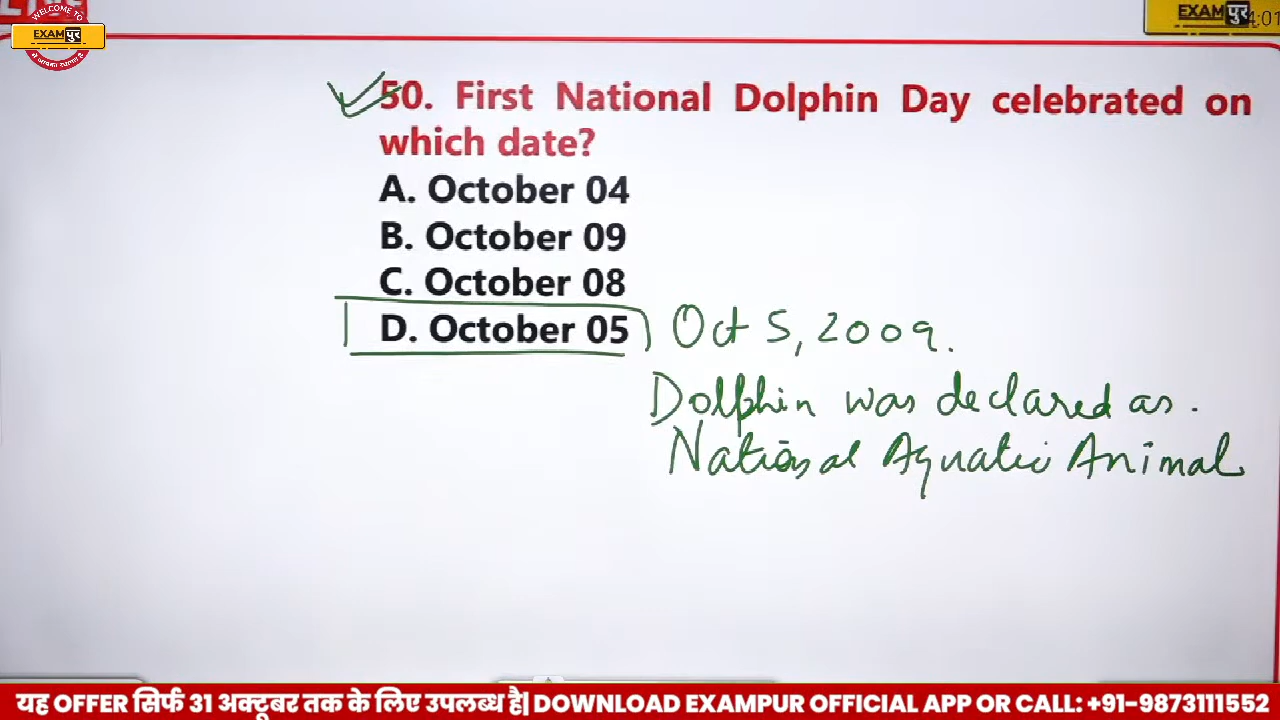 WELCOME TO
EXAMपुर
EXAMपुर
4:01
50. First National Dolphin Day celebrated on
which date?
A. October 04
B. October 09
C. October 08
D. October 05
Oct 5, 2009.
Dolphin was declared as.
National Aquatic Animal
यह OFFER सिर्फ 31 अक्टूबर तक के लिए उपलब्ध है| DOWNLOAD EXAMPUR OFFICIAL APP OR CALL: +91-9873111552